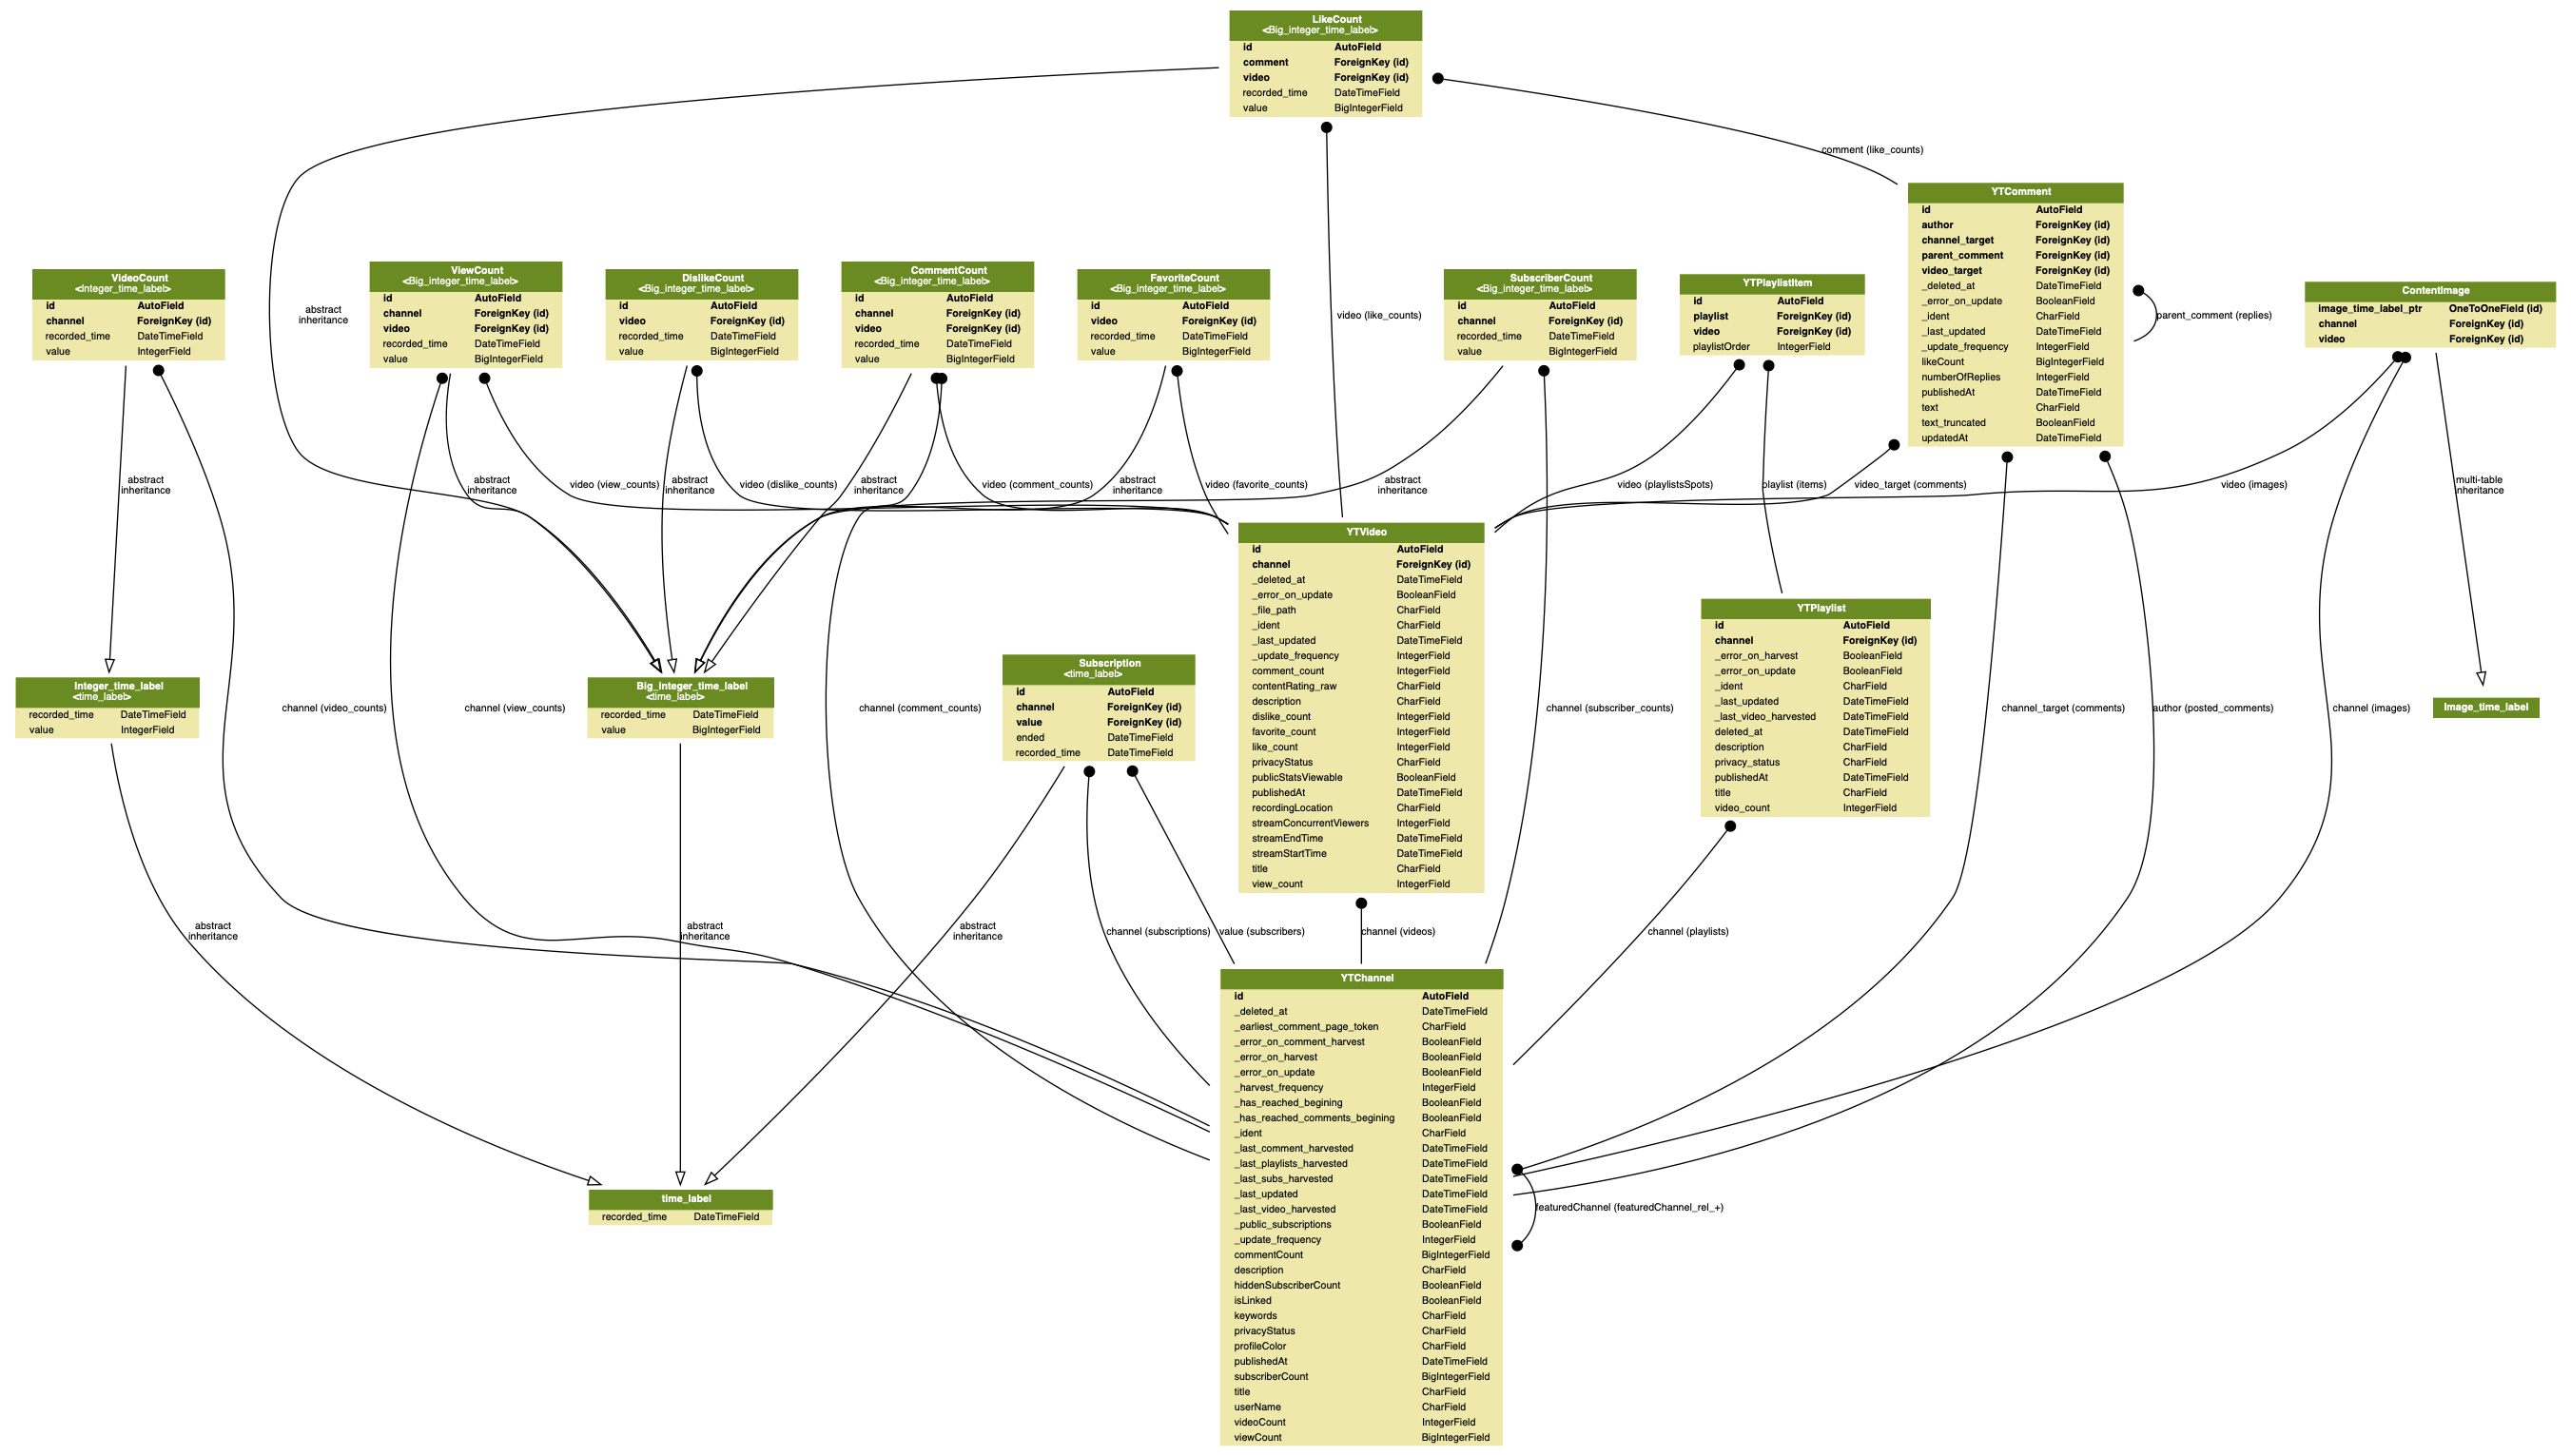 LikeCount
<Big_integer_time_label>
id AutoField
comment ForeignKey (id)
video ForeignKey (id)
recorded_time DateTimeField
value BigIntegerField
comment (like_counts)
YTComment
id AutoField
author ForeignKey (id)
channel_target ForeignKey (id)
parent_comment ForeignKey (id)
video_target ForeignKey (id)
_deleted_at DateTimeField
_error_on_update BooleanField
_ident CharField
_last_updated DateTimeField
_update_frequency IntegerField
likeCount BigIntegerField
numberOfReplies IntegerField
publishedAt DateTimeField
text CharField
text_truncated BooleanField
updatedAt DateTimeField
parent_comment (replies)
VideoCount
<Integer_time_label>
id AutoField
channel ForeignKey (id)
recorded_time DateTimeField
value IntegerField
ViewCount
<Big_integer_time_label>
id AutoField
channel ForeignKey (id)
video ForeignKey (id)
recorded_time DateTimeField
value BigIntegerField
DislikeCount
<Big_integer_time_label>
id AutoField
video ForeignKey (id)
recorded_time DateTimeField
value BigIntegerField
CommentCount
<Big_integer_time_label>
id AutoField
channel ForeignKey (id)
video ForeignKey (id)
recorded_time DateTimeField
value BigIntegerField
FavoriteCount
<Big_integer_time_label>
id AutoField
video ForeignKey (id)
recorded_time DateTimeField
value BigIntegerField
SubscriberCount
<Big_integer_time_label>
id AutoField
channel ForeignKey (id)
recorded_time DateTimeField
value BigIntegerField
YTPlaylistItem
id AutoField
playlist ForeignKey (id)
video ForeignKey (id)
playlistOrder IntegerField
ContentImage
image_time_label_ptr OneToOneField (id)
channel ForeignKey (id)
video ForeignKey (id)
abstract
inheritance
video (like_counts)
abstract
inheritance
abstract
inheritance
video (view_counts)
abstract
inheritance
video (dislike_counts)
abstract
inheritance
video (comment_counts)
abstract
inheritance
video (favorite_counts)
abstract
inheritance
video (playlistsSpots)
playlist (items)
video_target (comments)
video (images)
multi-table
inheritance
YTVideo
id AutoField
channel ForeignKey (id)
_deleted_at DateTimeField
_error_on_update BooleanField
_file_path CharField
_ident CharField
_last_updated DateTimeField
_update_frequency IntegerField
comment_count IntegerField
contentRating_raw CharField
description CharField
dislike_count IntegerField
favorite_count IntegerField
like_count IntegerField
privacyStatus CharField
publicStatsViewable BooleanField
publishedAt DateTimeField
recordingLocation CharField
streamConcurrentViewers IntegerField
streamEndTime DateTimeField
streamStartTime DateTimeField
title CharField
view_count IntegerField
YTPlaylist
id AutoField
channel ForeignKey (id)
_error_on_harvest BooleanField
_error_on_update BooleanField
_ident CharField
_last_updated DateTimeField
_last_video_harvested DateTimeField
deleted_at DateTimeField
description CharField
privacy_status CharField
publishedAt DateTimeField
title CharField
video_count IntegerField
Integer_time_label
<time_label>
recorded_time DateTimeField
value IntegerField
channel (video_counts)
channel (view_counts)
Big_integer_time_label
<time_label>
recorded_time DateTimeField
value BigIntegerField
channel (comment_counts)
Subscription
<time_label>
id AutoField
channel ForeignKey (id)
value ForeignKey (id)
ended DateTimeField
recorded_time DateTimeField
channel (subscriber_counts)
channel_target (comments)
author (posted_comments)
channel (images)
Image_time_label
abstract
inheritance
abstract
inheritance
abstract
inheritance
channel (subscriptions)
value (subscribers)
channel (videos)
channel (playlists)
YTChannel
id AutoField
_deleted_at DateTimeField
_earliest_comment_page_token CharField
_error_on_comment_harvest BooleanField
_error_on_harvest BooleanField
_error_on_update BooleanField
_harvest_frequency IntegerField
_has_reached_begining BooleanField
_has_reached_comments_begining BooleanField
_ident CharField
_last_comment_harvested DateTimeField
_last_playlists_harvested DateTimeField
_last_subs_harvested DateTimeField
_last_updated DateTimeField
_last_video_harvested DateTimeField
_public_subscriptions BooleanField
_update_frequency IntegerField
commentCount BigIntegerField
description CharField
hiddenSubscriberCount BooleanField
isLinked BooleanField
keywords CharField
privacyStatus CharField
profileColor CharField
publishedAt DateTimeField
subscriberCount BigIntegerField
title CharField
userName CharField
videoCount IntegerField
viewCount BigIntegerField
featuredChannel (featuredChannel_rel_+)
time_label
recorded_time DateTimeField